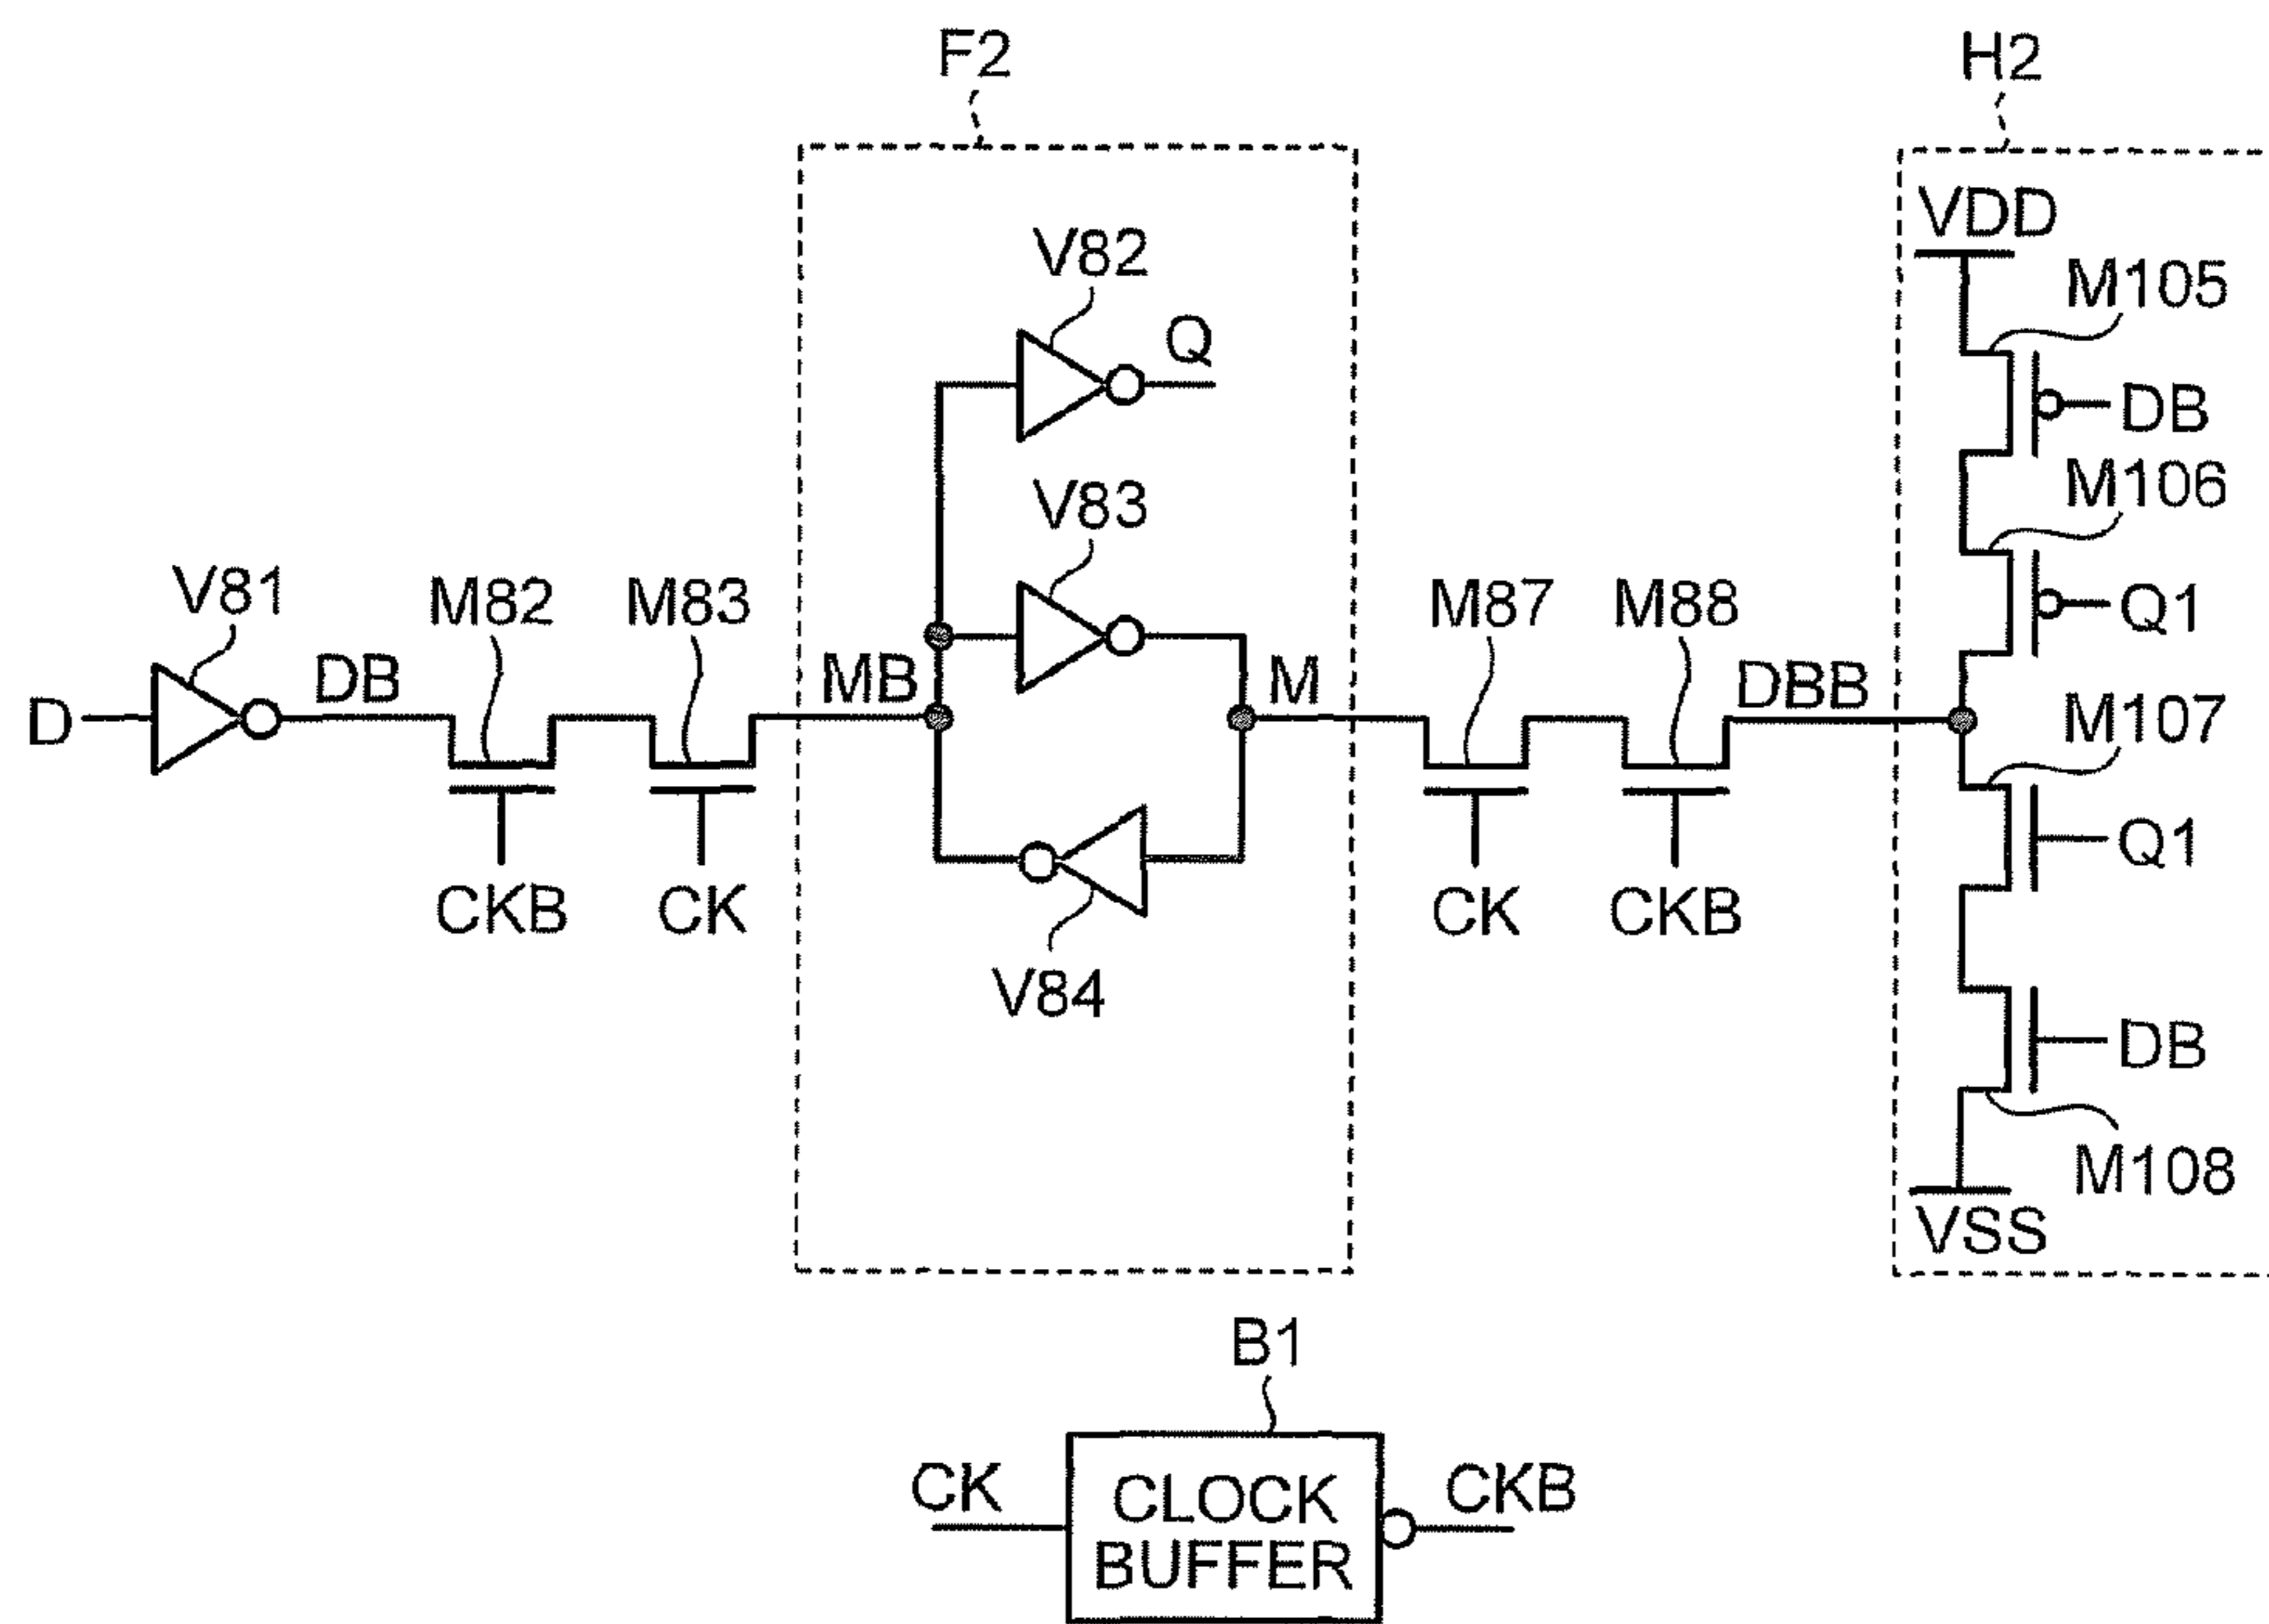 F2
H2
VDD
V82
M105
Q
DB
V83
M106
V81
M82
M83
M87
M88
Q1
D
DB
MB
M
DBB
M107
Q1
CKB
CK
CK
CKB
V84
DB
M108
VSS
B1
CK
CLOCK
BUFFER
CKB